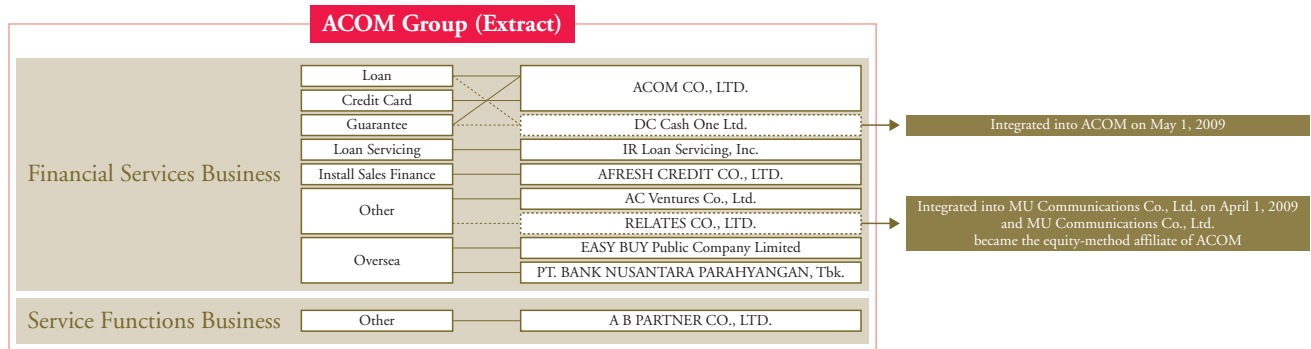 ACOM Group (Extract)
Financial Services Business
Loan
Credit Card
Guarantee
Loan Servicing
Install Sales Finance
Other
Oversea
ACOM CO., LTD.
DC Cash One Ltd.
IR Loan Servicing, Inc.
AFRESH CREDIT CO., LTD.
AC Ventures Co., Ltd.
RELATES CO., LTD.
EASY BUY Public Company Limited
PT. BANK NUSANTARA PARAHYANGAN, Tbk.
Integrated into ACOM on May 1, 2009
Integrated into MU Communications Co., Ltd. on April 1, 2009
and MU Communications Co., Ltd.
became the equity-method affiliate of ACOM
Service Functions Business
Other
A B PARTNER CO., LTD.